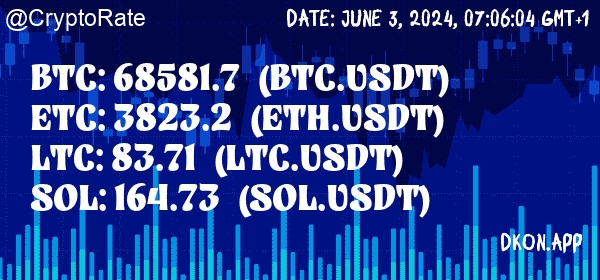 @CryptoRate
DATE: JUNE 3, 2024, 07:06:04 GMT+1
BTC: 68581.7 (BTC.USDT)
ETC: 3823.2 (ETH.USDT)
LTC: 83.71 (LTC.USDT)
SOL: 164.73 (SOL.USDT)
DKON.APP